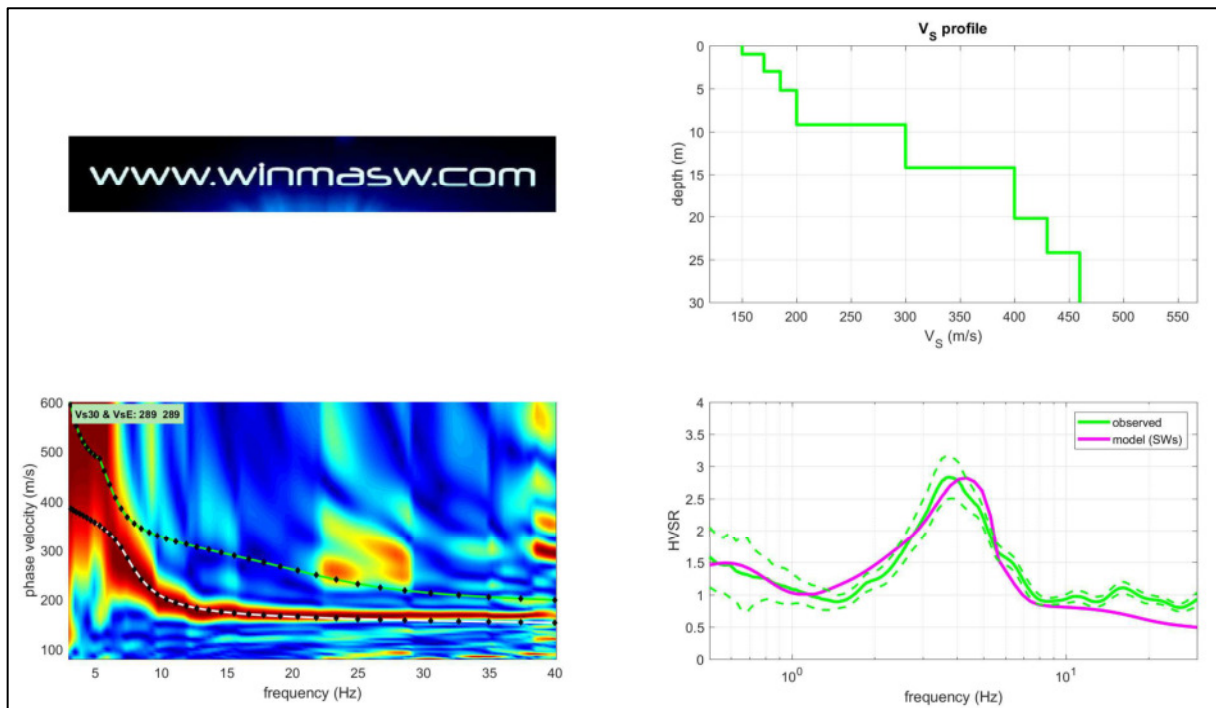 www.winmasw.com
V_S profile
0
5
10
15
20
25
30
depth (m)
150 200 250 300 350 400 450 500 550
V_S (m/s)
Vs30 & VsE: 289 289
600
500
400
300
200
100
phase velocity (m/s)
5 10 15 20 25 30 35 40
frequency (Hz)
observed
model (SWs)
4
3.5
3
2.5
2
1.5
1
0.5
0
HVSR
10^0 10^1
frequency (Hz)